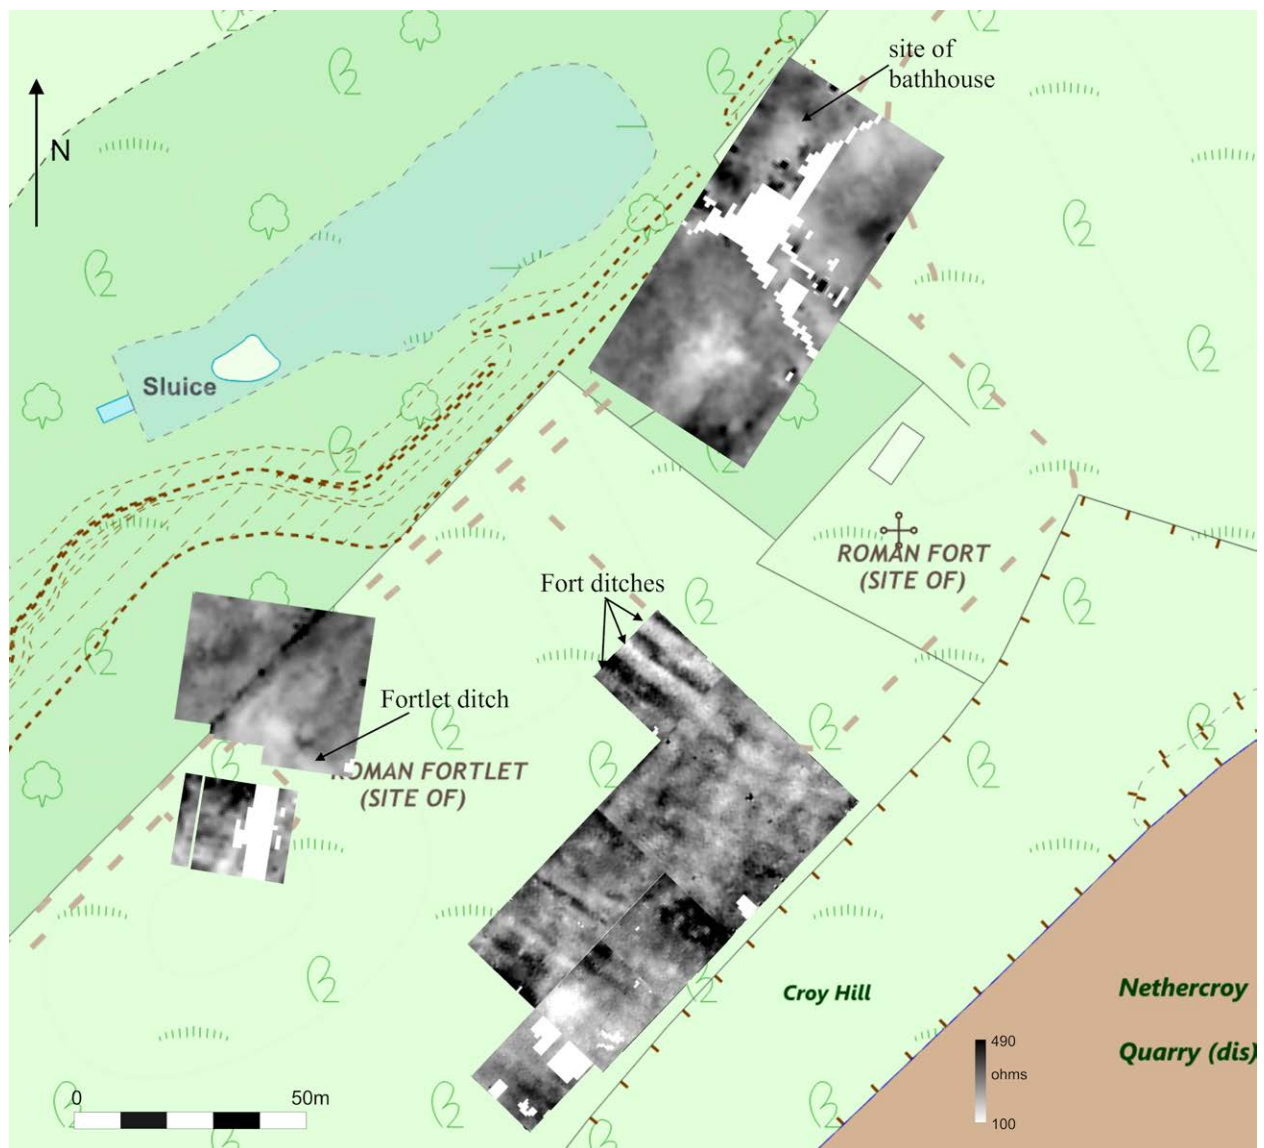 site of
bathhouse
N
Sluice
ROMAN FORT
(SITE OF)
Fort ditches
Fortlet ditch
ROMAN FORTLET
(SITE OF)
Croy Hill
Nethercroy
Quarry (dis)
490
ohms
100
0
50m